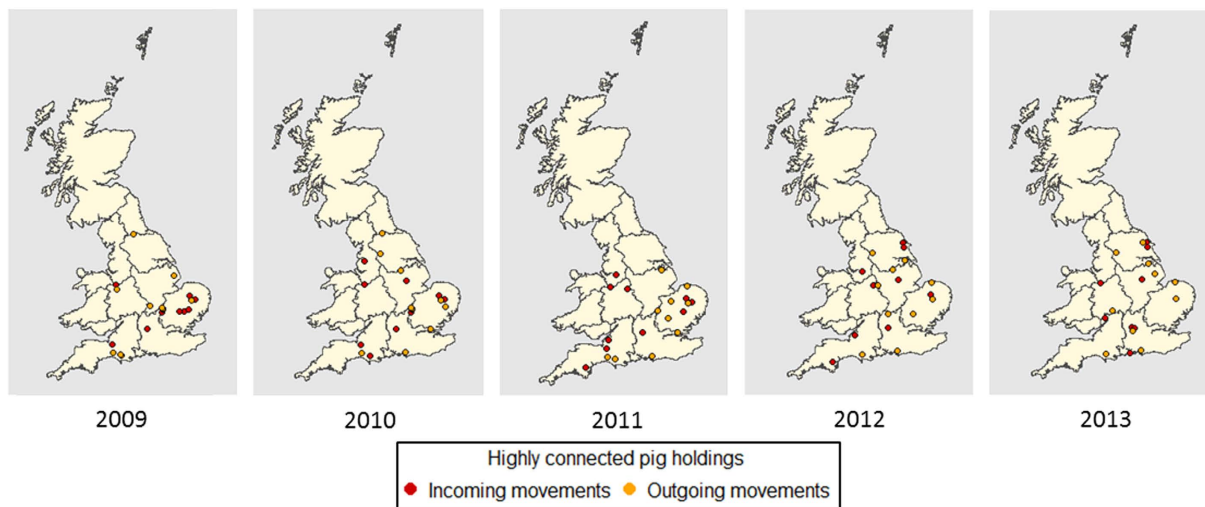 2009 2010 2011 2012 2013
Highly connected pig holdings
Incoming movements Outgoing movements